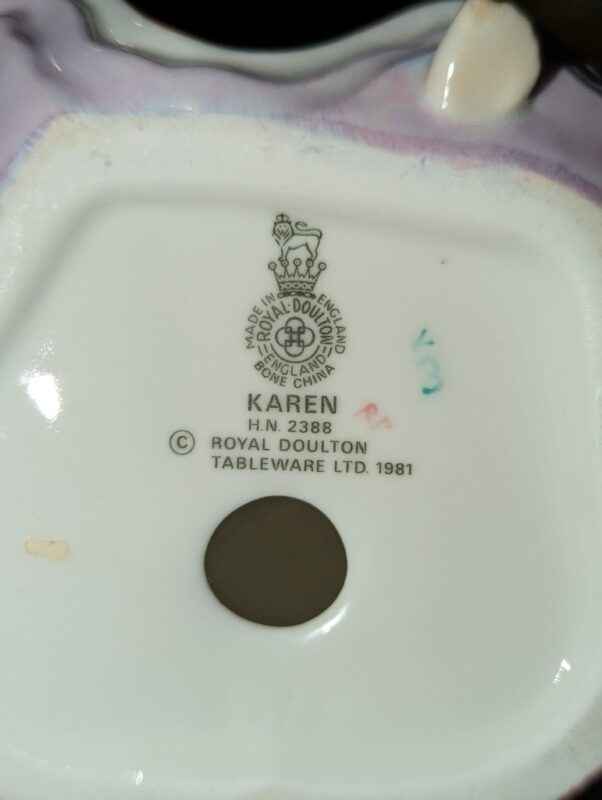 MADE IN ENGLAND
ROYAL·DOULTON
ENGLAND
BONE CHINA
KAREN
H.N. 2388
© ROYAL DOULTON
TABLEWARE LTD. 1981